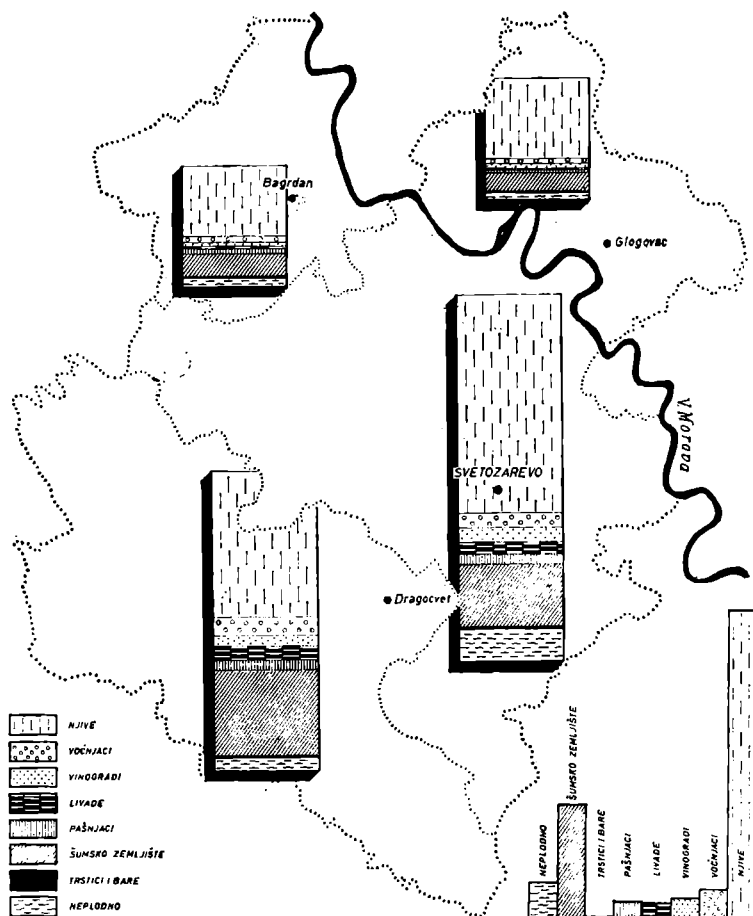 Bagrdan
Glogovac
V.Morava
SVETOZAREVO
Dragocvet
NJIVE
VOĆNJACI
VINOGRADI
LIVADE
PAŠNJACI
ŠUMSKO ZEMLJIŠTE
TRSTICI I BARE
NEPLODNO
NEPLODNO
ŠUMSKO ZEMLJIŠTE
TRSTICI I BARE
PAŠNJACI
LIVADE
VINOGRADI
VOĆNJACI
NJIVE